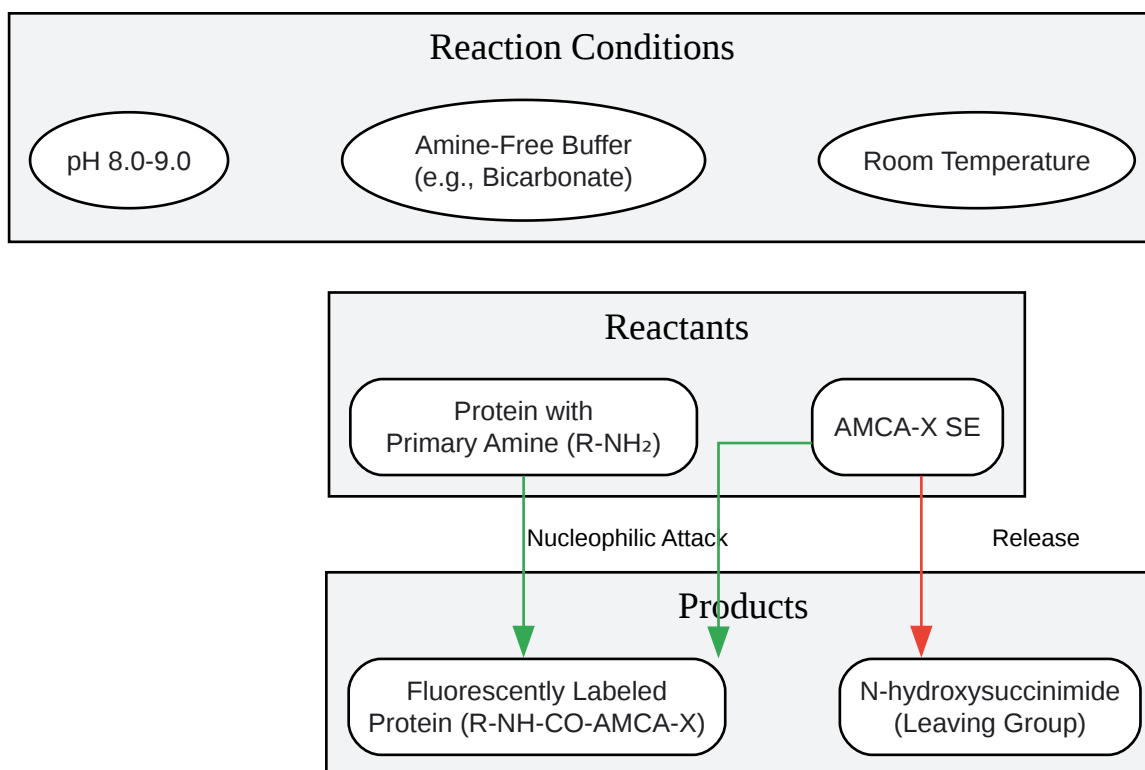 Reaction Conditions
pH 8.0-9.0
Amine-Free Buffer
(e.g., Bicarbonate)
Room Temperature
Reactants
Protein with
Primary Amine (R-NH₂)
AMCA-X SE
Nucleophilic Attack
Release
Products
Fluorescently Labeled
Protein (R-NH-CO-AMCA-X)
N-hydroxysuccinimide
(Leaving Group)